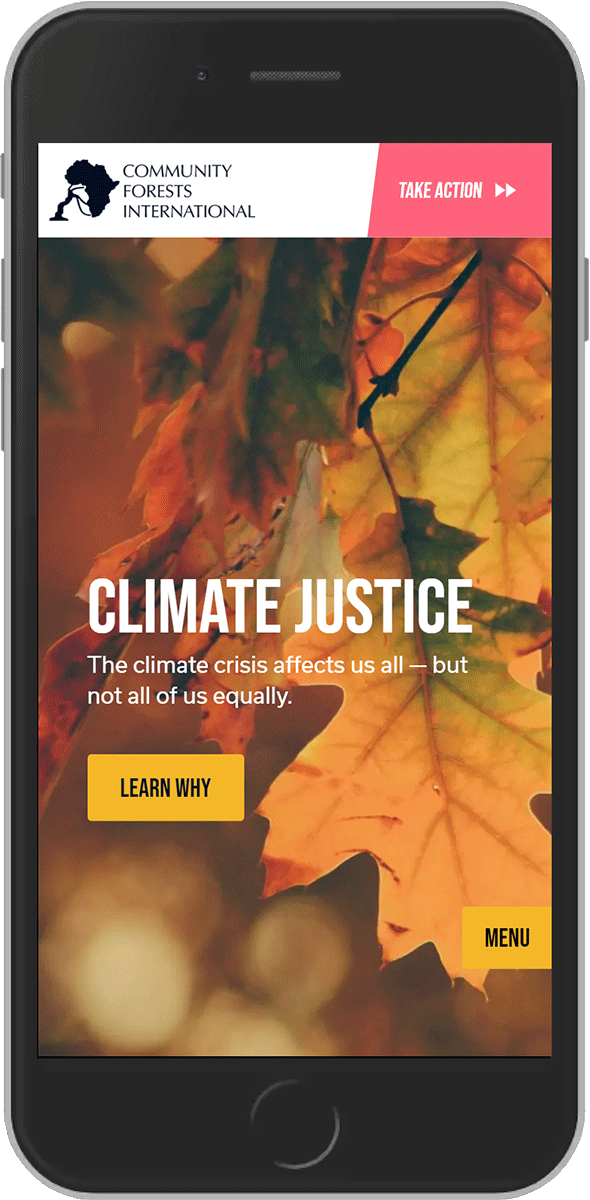 COMMUNITY
FORESTS
INTERNATIONAL
TAKE ACTION
CLIMATE JUSTICE
The climate crisis affects us all — but
not all of us equally.
LEARN WHY
MENU